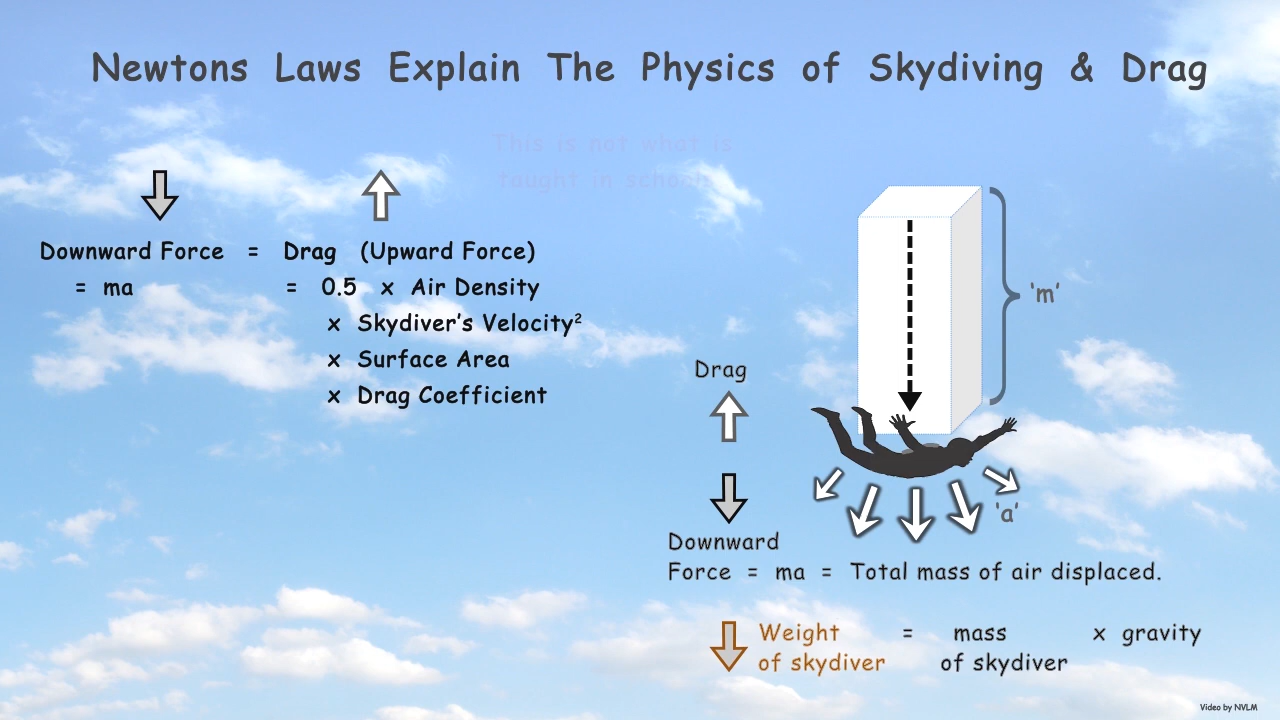 Newtons Laws Explain The Physics of Skydiving & Drag
This is not what is
taught in school
Downward Force = Drag (Upward Force)
= ma = 0.5 x Air Density
x Skydiver's Velocity²
x Surface Area
x Drag Coefficient
'm'
Drag
'a'
Downward
Force = ma = Total mass of air displaced.
Weight = mass x gravity
of skydiver of skydiver
Video by NVLM